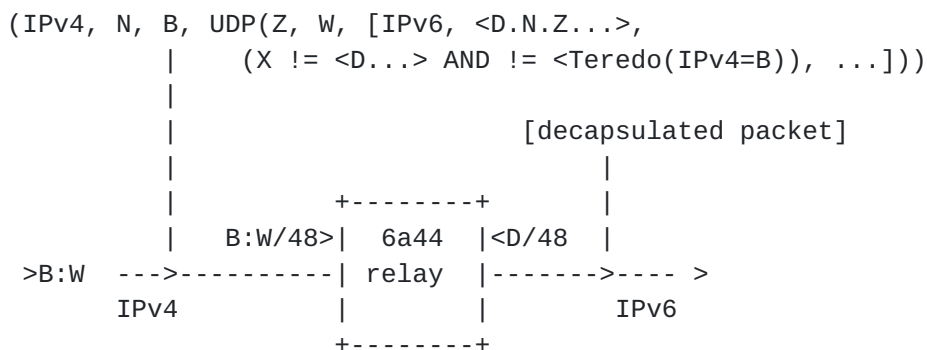 (IPv4, N, B, UDP(Z, W, [IPv6, <D.N.Z...>,
          |    (X != <D...> AND != <Teredo(IPv4=B)), ...]))
          |
          |                     [decapsulated packet]
          |                          |
          |          +--------+      |
          |   B:W/48>|  6a44  |<D/48 |
 >B:W  --->----------| relay  |------->---- >
       IPv4          |        |       IPv6
                     +--------+